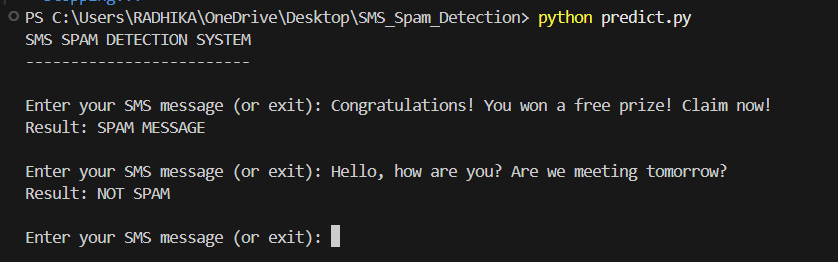 Stopping...
PS C:\Users\RADHIKA\OneDrive\Desktop\SMS_Spam_Detection> python predict.py
SMS SPAM DETECTION SYSTEM
-------------------------
Enter your SMS message (or exit): Congratulations! You won a free prize! Claim now!
Result: SPAM MESSAGE
Enter your SMS message (or exit): Hello, how are you? Are we meeting tomorrow?
Result: NOT SPAM
Enter your SMS message (or exit):